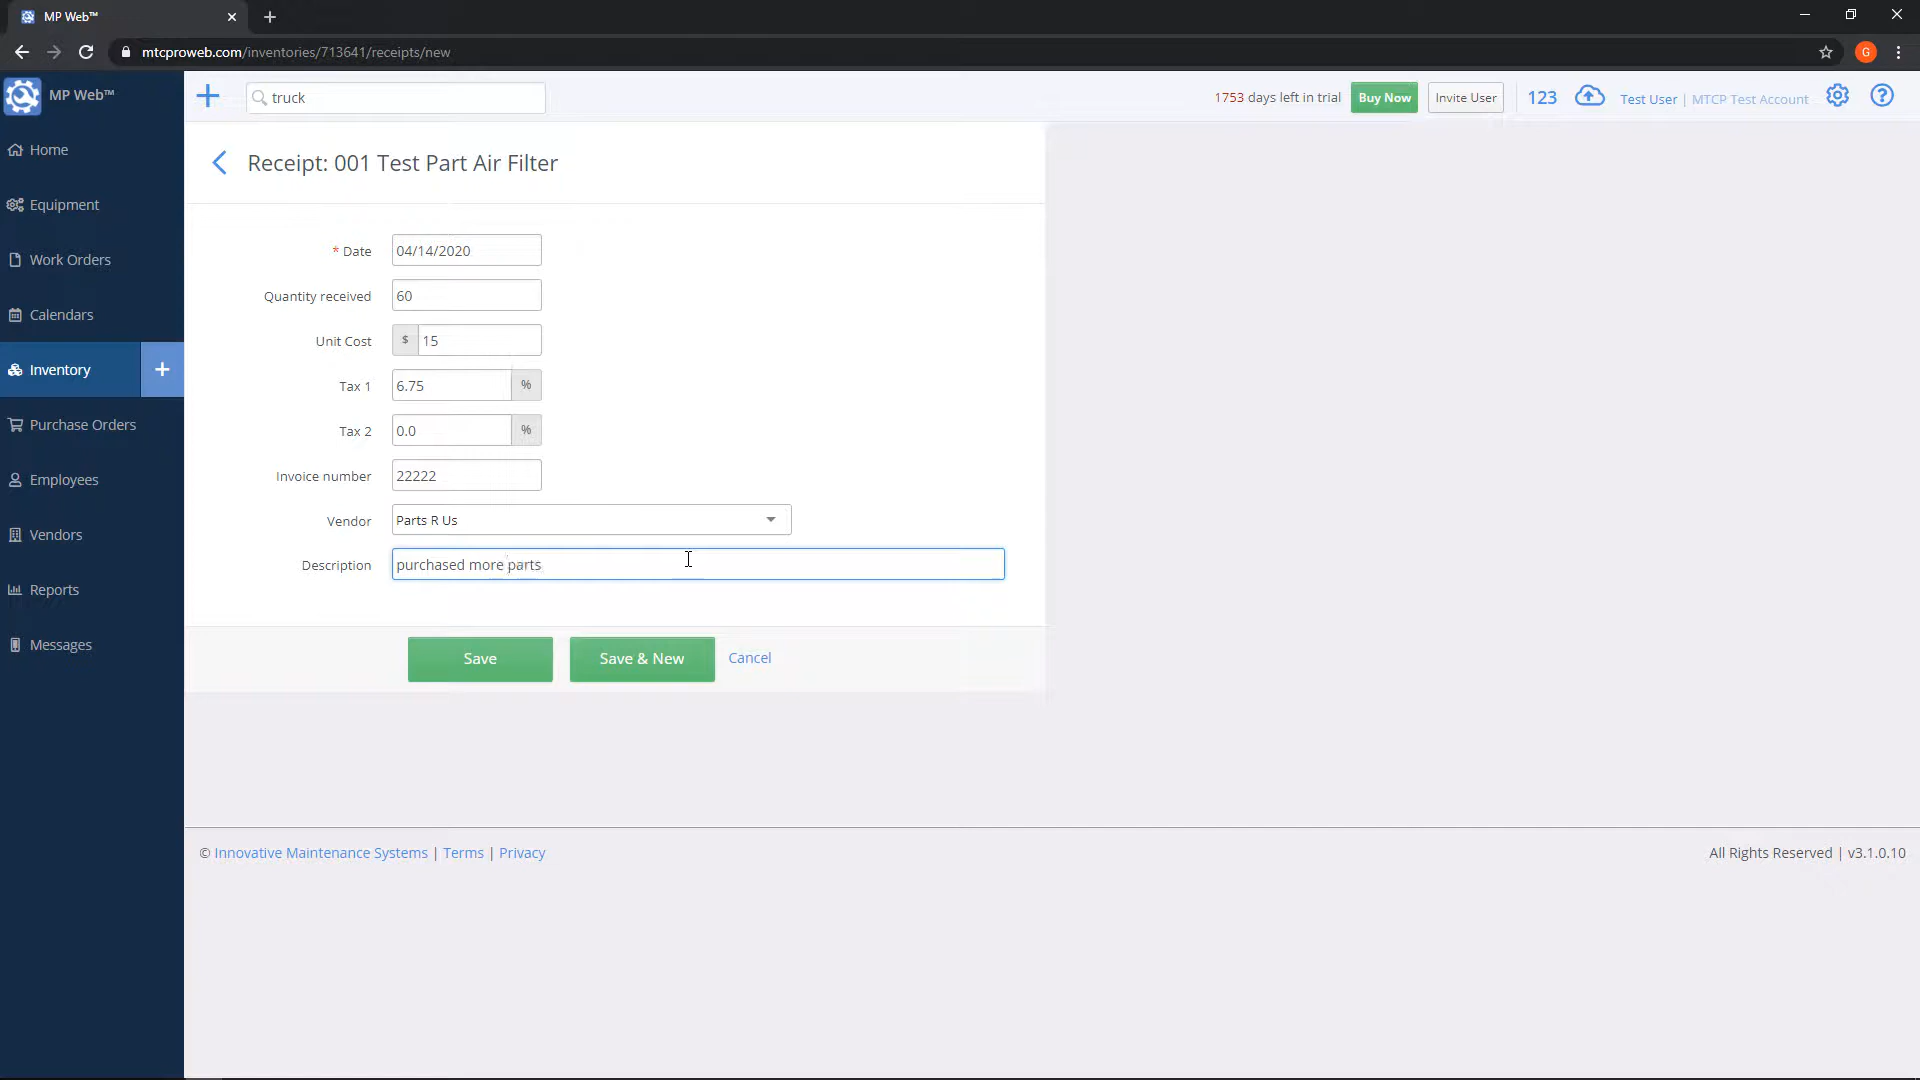 MP Web™
mtcproweb.com/inventories/713641/receipts/new
G
MP Web™
truck
1753 days left in trial
Buy Now
Invite User
123
Test User | MTCP Test Account
Home
Equipment
Work Orders
Calendars
Inventory
Purchase Orders
Employees
Vendors
Reports
Messages
Receipt: 001 Test Part Air Filter
* Date 04/14/2020
Quantity received 60
Unit Cost $ 15
Tax 1 6.75 %
Tax 2 0.0 %
Invoice number 22222
Vendor Parts R Us
Description purchased more parts
Save Save & New Cancel
© Innovative Maintenance Systems | Terms | Privacy
All Rights Reserved | v3.1.0.10